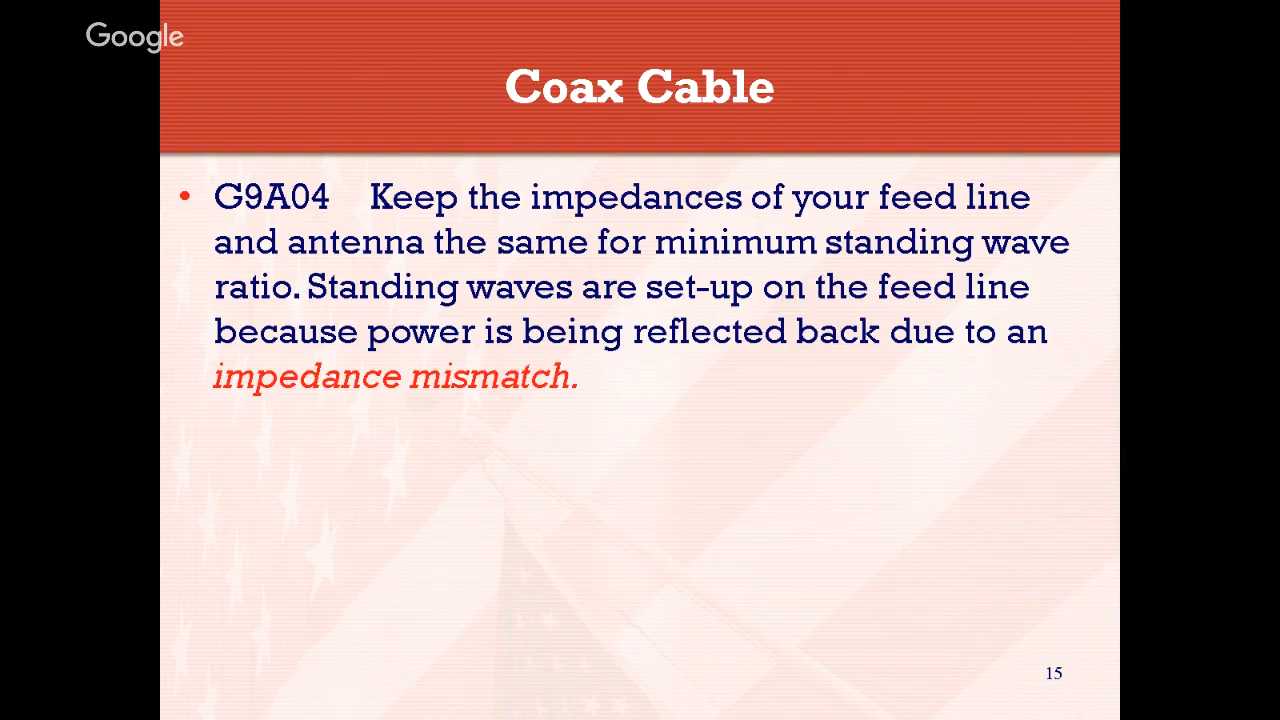 Google
Coax Cable
• G9A04 Keep the impedances of your feed line
and antenna the same for minimum standing wave
ratio. Standing waves are set-up on the feed line
because power is being reflected back due to an
impedance mismatch.
15